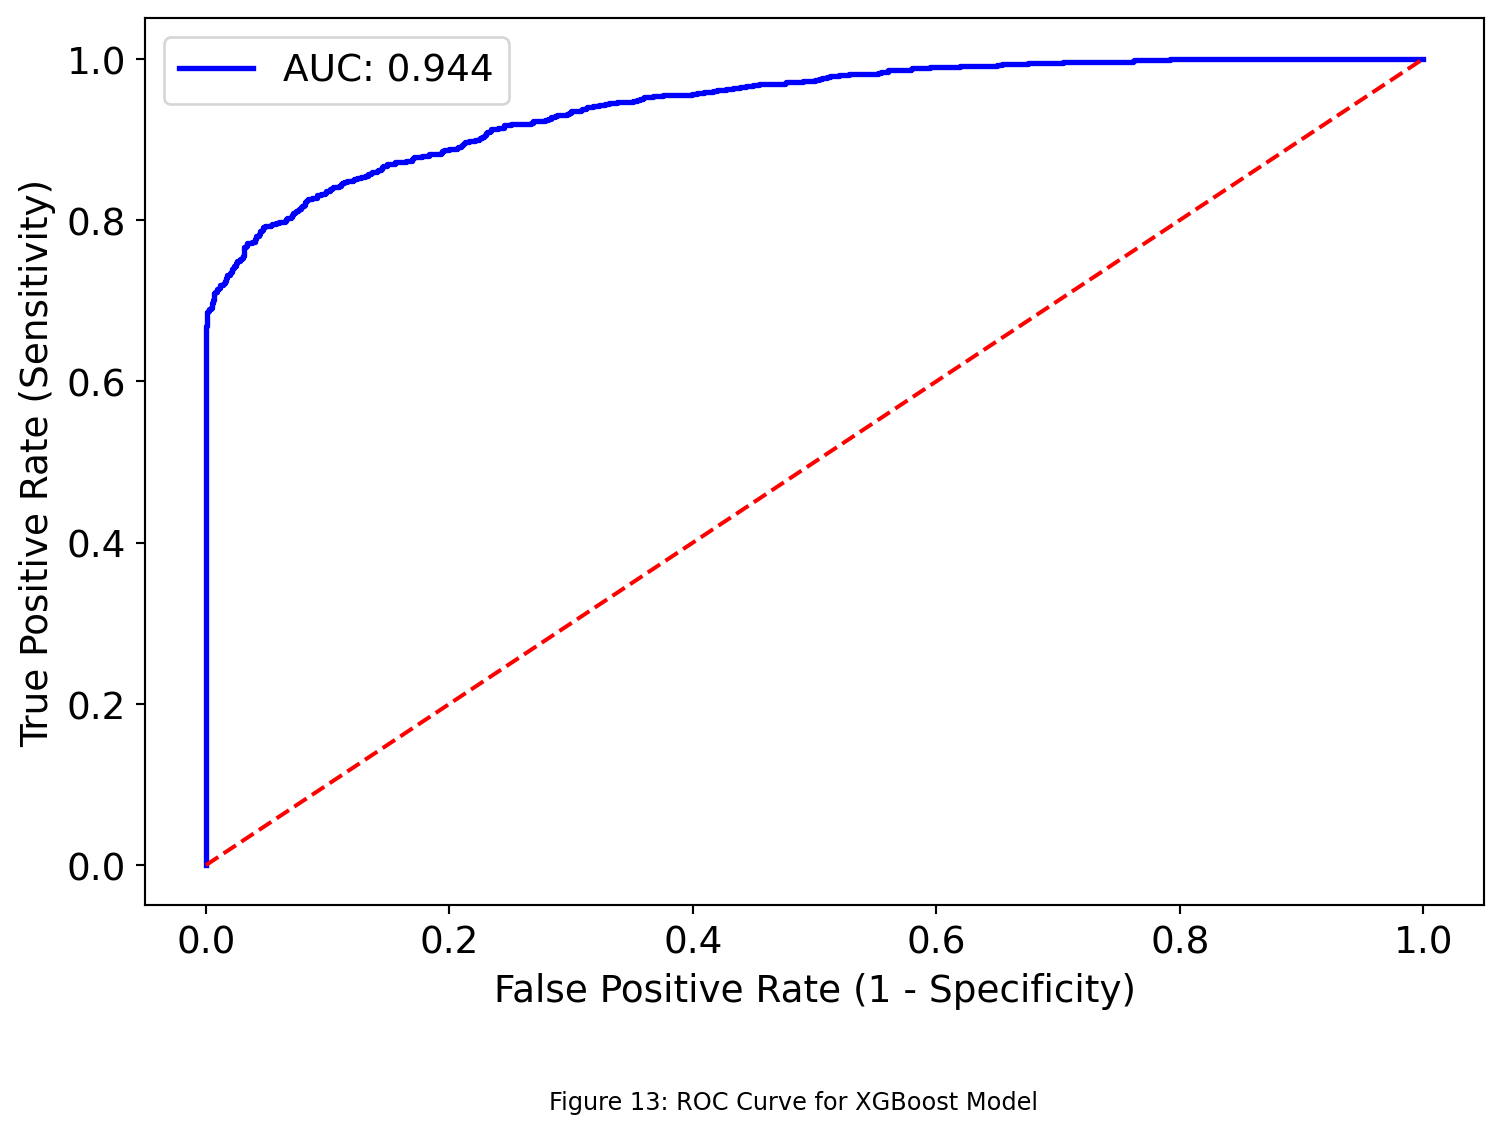 AUC: 0.944
1.0
0.8
0.6
0.4
0.2
0.0
True Positive Rate (Sensitivity)
0.0 0.2 0.4 0.6 0.8 1.0
False Positive Rate (1 - Specificity)
Figure 13: ROC Curve for XGBoost Model